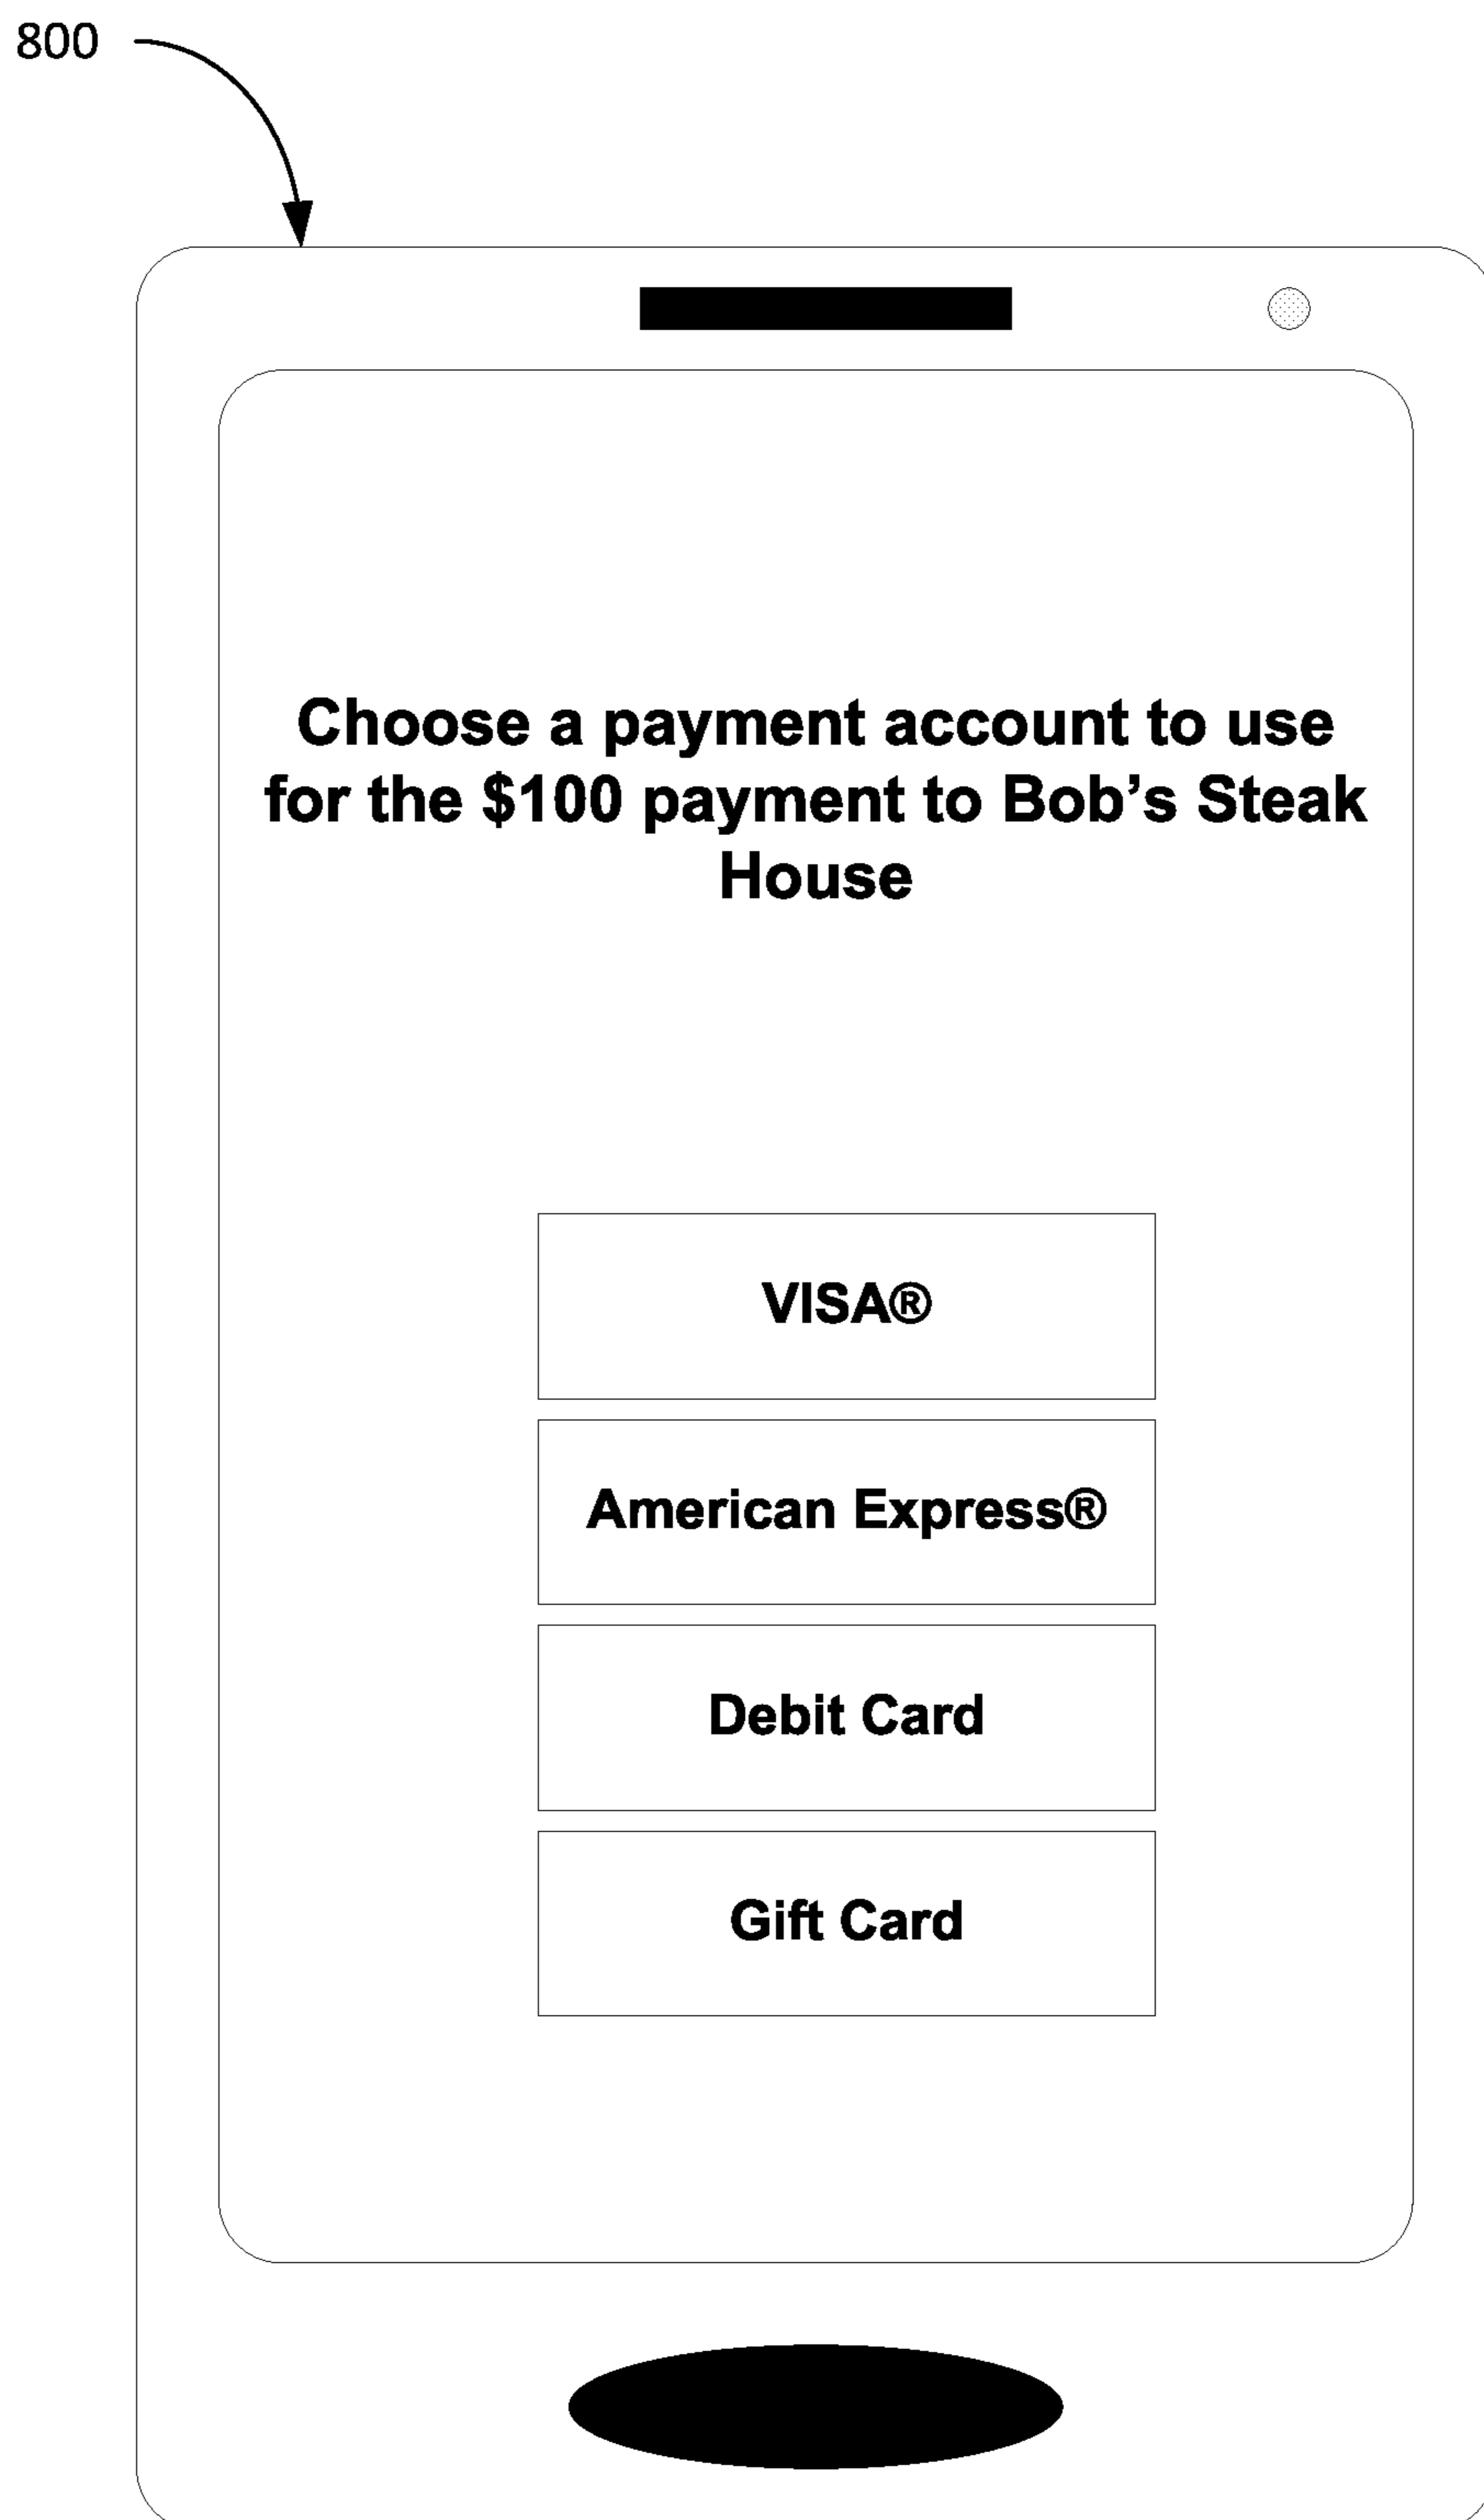 800
Choose a payment account to use
for the $100 payment to Bob’s Steak
House
VISA®
American Express®
Debit Card
Gift Card